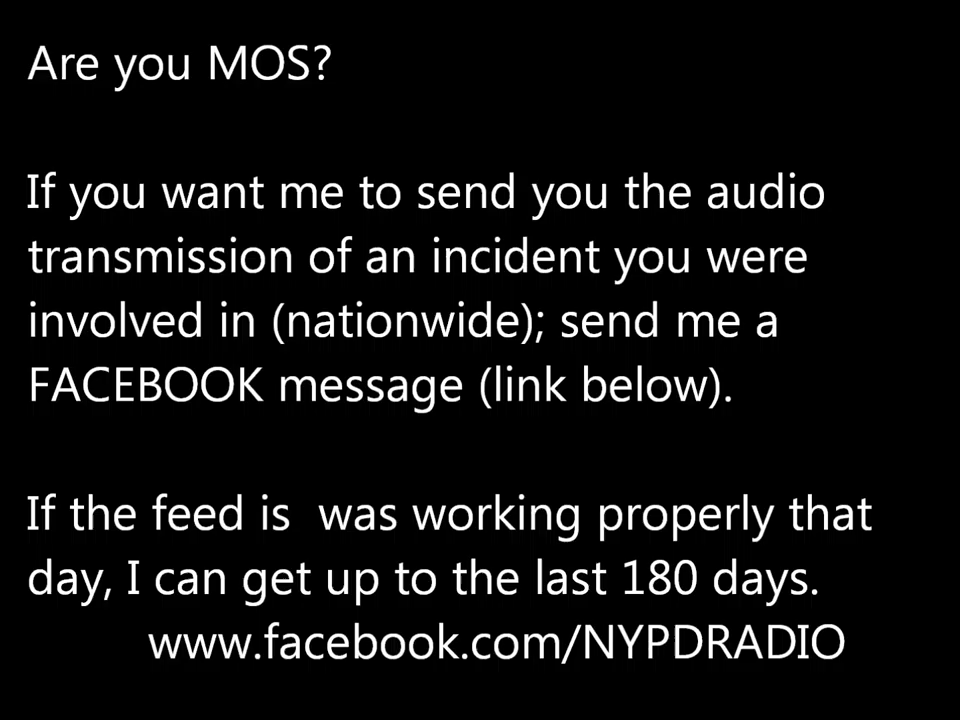 Are you MOS?
If you want me to send you the audio
transmission of an incident you were
involved in (nationwide); send me a
FACEBOOK message (link below).
If the feed is  was working properly that
day, I can get up to the last 180 days.
www.facebook.com/NYPDRADIO